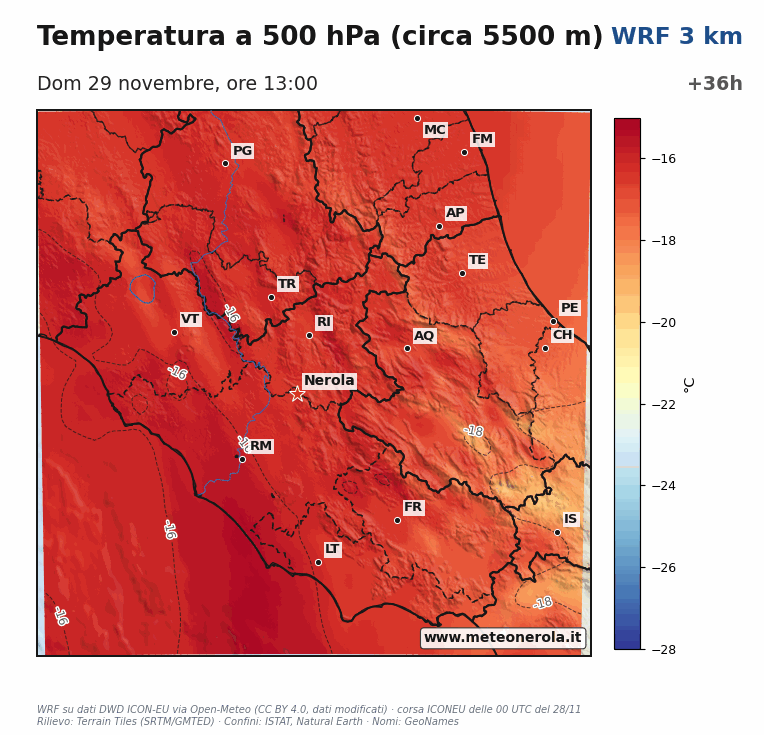 Temperatura a 500 hPa (circa 5500 m) WRF 3 km
Dom 29 novembre, ore 13:00 +36h
MC
FM
PG
AP
TE
TR
PE
VT
RI
CH
AQ
Nerola
RM
FR
IS
LT
-16
-16
-18
-16
-16
-18
www.meteonerola.it
−16
−18
−20
−22
−24
−26
−28
°C
WRF su dati DWD ICON-EU via Open-Meteo (CC BY 4.0, dati modificati) · corsa ICONEU delle 00 UTC del 28/11
Rilievo: Terrain Tiles (SRTM/GMTED) · Confini: ISTAT, Natural Earth · Nomi: GeoNames